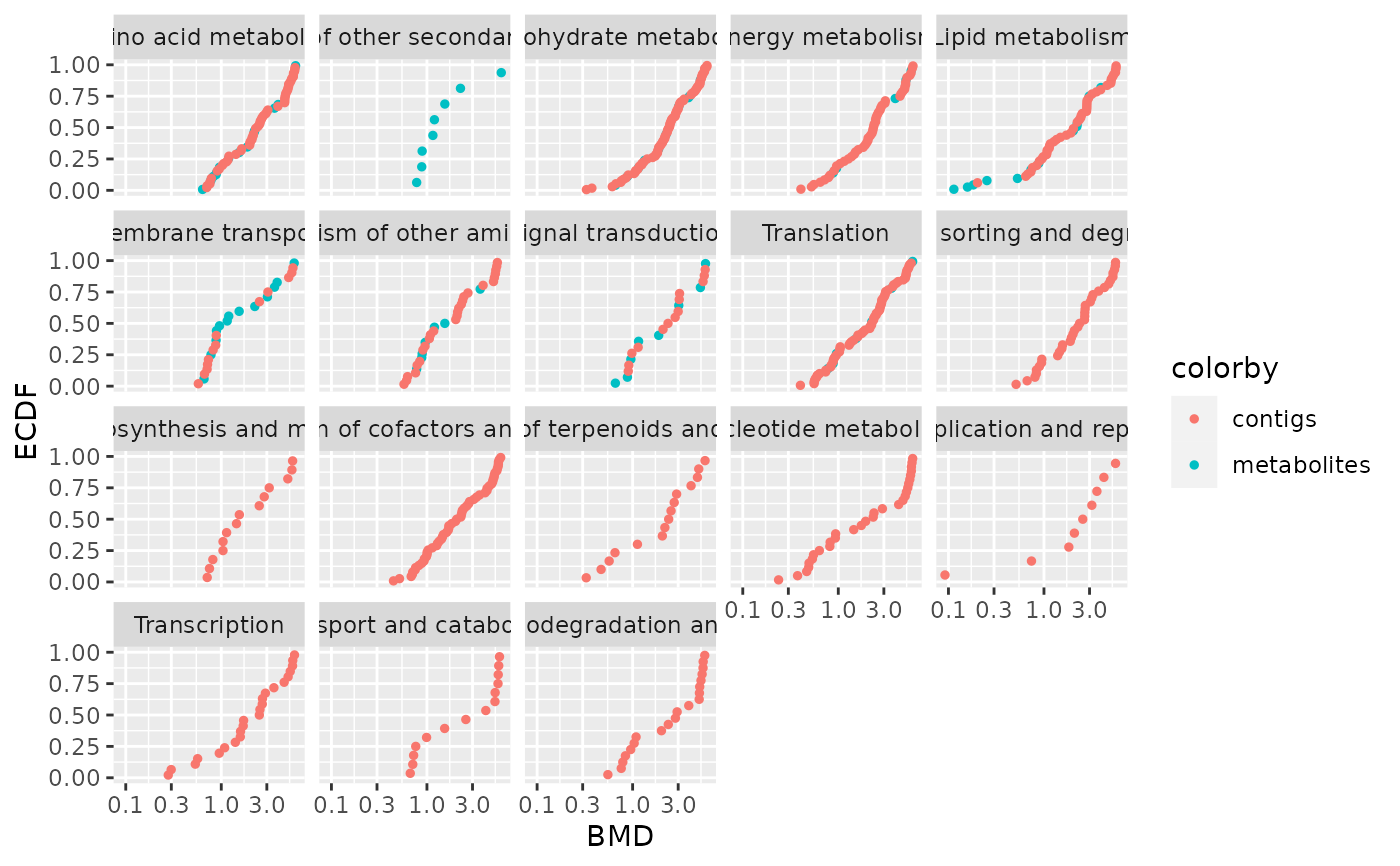 ino acid metabol
of other secondar
ohydrate metabo
nergy metabolism
Lipid metabolism
1.00
0.75
0.50
0.25
0.00
embrane transpo
ism of other ami
ignal transductio
Translation
sorting and degr
1.00
0.75
0.50
0.25
0.00
osynthesis and m
n of cofactors an
of terpenoids and
cleotide metabol
plication and rep
1.00
0.75
0.50
0.25
0.00
0.1 0.3 1.0 3.0
0.1 0.3 1.0 3.0
Transcription
sport and catabo
odegradation an
1.00
0.75
0.50
0.25
0.00
0.1 0.3 1.0 3.0
0.1 0.3 1.0 3.0
0.1 0.3 1.0 3.0
BMD
ECDF
colorby
contigs
metabolites